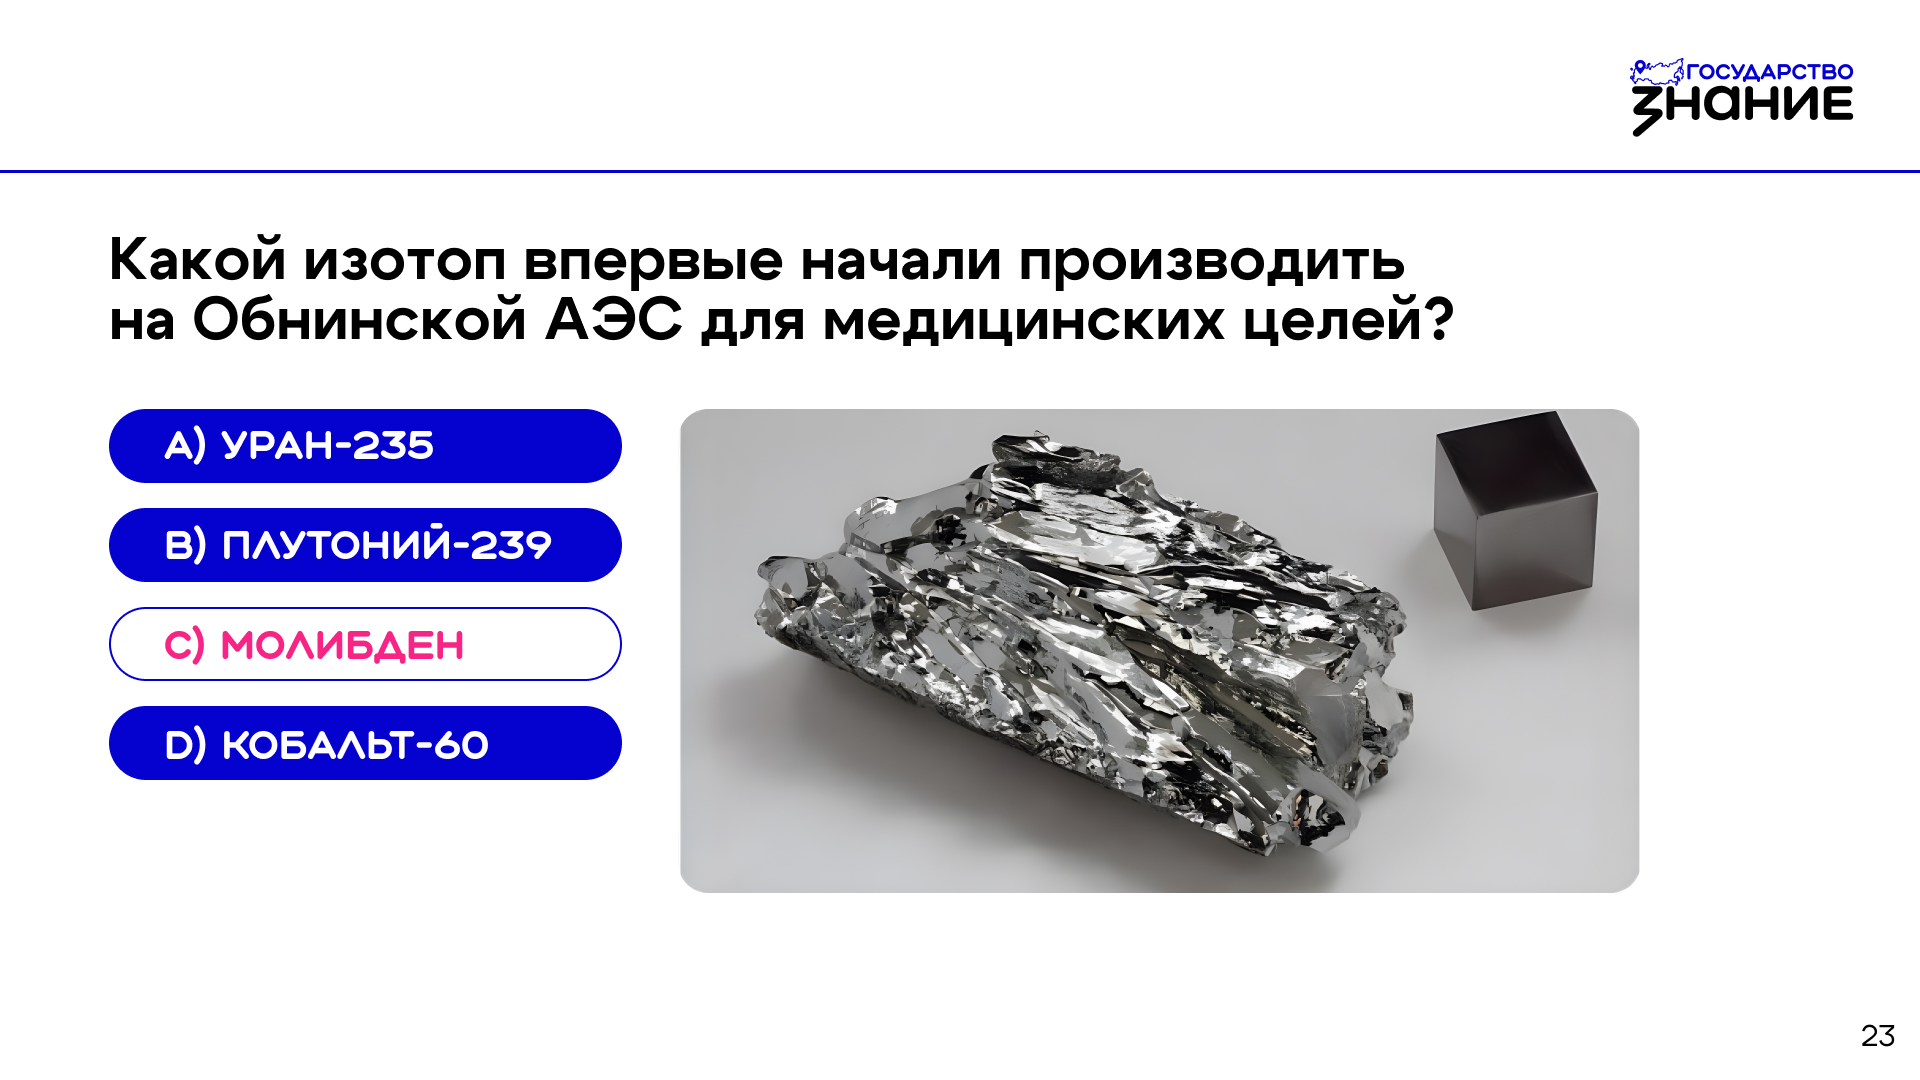 ГОСУДАРСТВО
ЗНАНИЕ
Какой изотоп впервые начали производить
на Обнинской АЭС для медицинских целей?
A) УРАН-235
B) ПЛУТОНИЙ-239
C) МОЛИБДЕН
D) КОБАЛЬТ-60
23